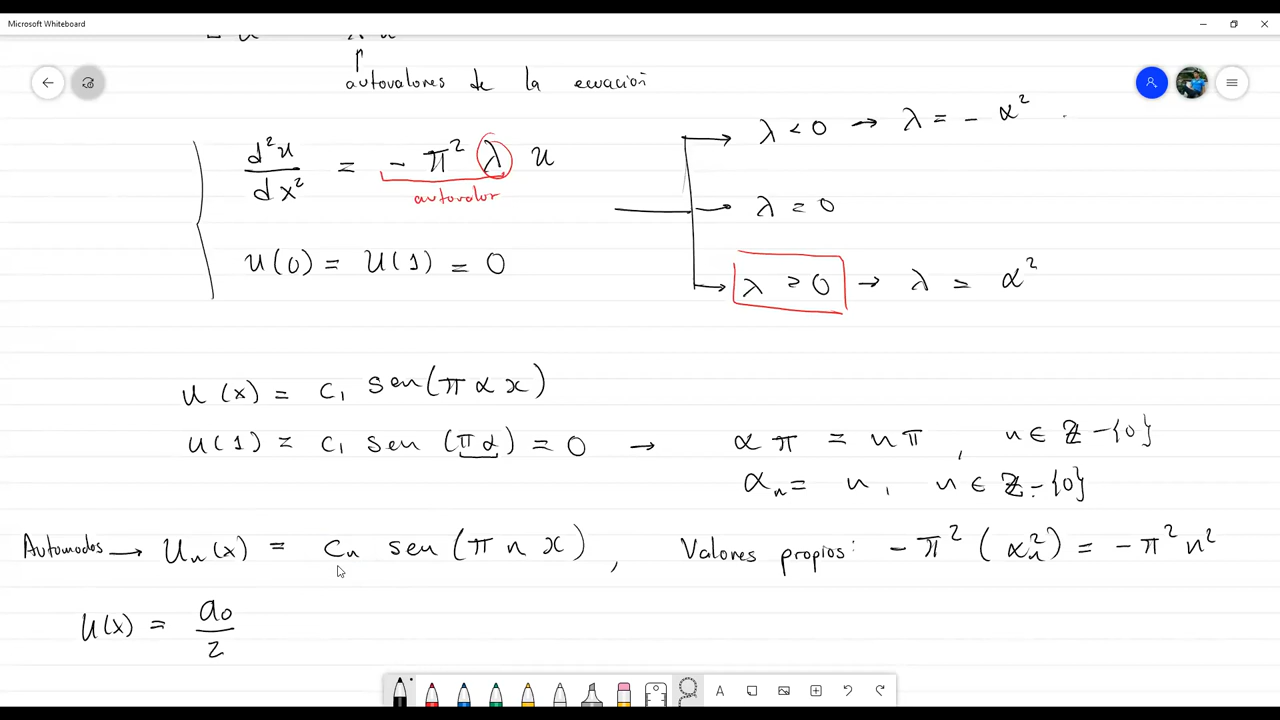 Microsoft Whiteboard
autovalores de la ecuación
d²u/dx² = - π² λ u
autovalor
u(0) = u(1) = 0
λ < 0 → λ = - α²
λ = 0
λ > 0 → λ = α²
u(x) = c₁ sen(π α x)
u(1) = c₁ sen (π α) = 0 → α π = n π , n ∈ Z - {0}
αₙ = n , n ∈ Z - {0}
Automodos → uₙ(x) = cₙ sen (π n x) , Valores propios: - π² (αₙ²) = - π² n²
u(x) = a₀/2
A